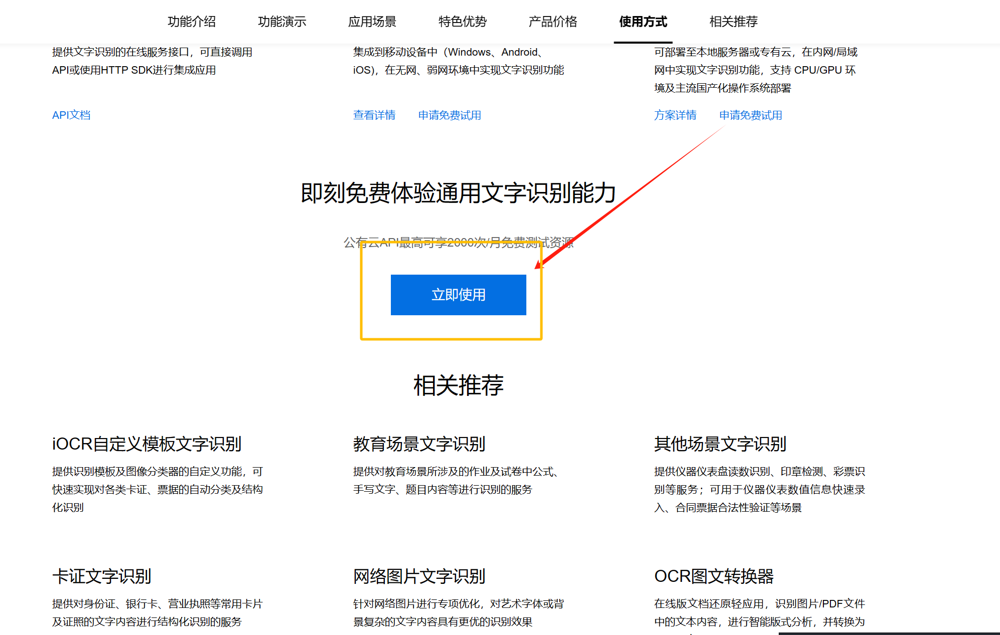 功能介绍
功能演示
应用场景
特色优势
产品价格
使用方式
相关推荐
提供文字识别的在线服务接口，可直接调用
API或使用HTTP SDK进行集成应用
API文档
集成到移动设备中（Windows、Android、
iOS)，在无网、弱网环境中实现文字识别功能
查看详情
申请免费试用
可部署至本地服务器或专有云，在内网/局域
网中实现文字识别功能，支持 CPU/GPU 环
境及主流国产化操作系统部署
方案详情
申请免费试用
即刻免费体验通用文字识别能力
公有云API最高可享2000次/月免费测试资源
立即使用
相关推荐
iOCR自定义模板文字识别
提供识别模板及图像分类器的自定义功能，可
快速实现对各类卡证、票据的自动分类及结构
化识别
教育场景文字识别
提供对教育场景所涉及的作业及试卷中公式、
手写文字、题目内容等进行识别的服务
其他场景文字识别
提供仪器仪表盘读数识别、印章检测、彩票识
别等服务；可用于仪器仪表数值信息快速录
入、合同票据合法性验证等场景
卡证文字识别
提供对身份证、银行卡、营业执照等常用卡片
及证照的文字内容进行结构化识别的服务
网络图片文字识别
针对网络图片进行专项优化，对艺术字体或背
景复杂的文字内容具有更优的识别效果
OCR图文转换器
在线版文档还原轻应用，识别图片/PDF文件
中的文本内容，进行智能版式分析，并转换为